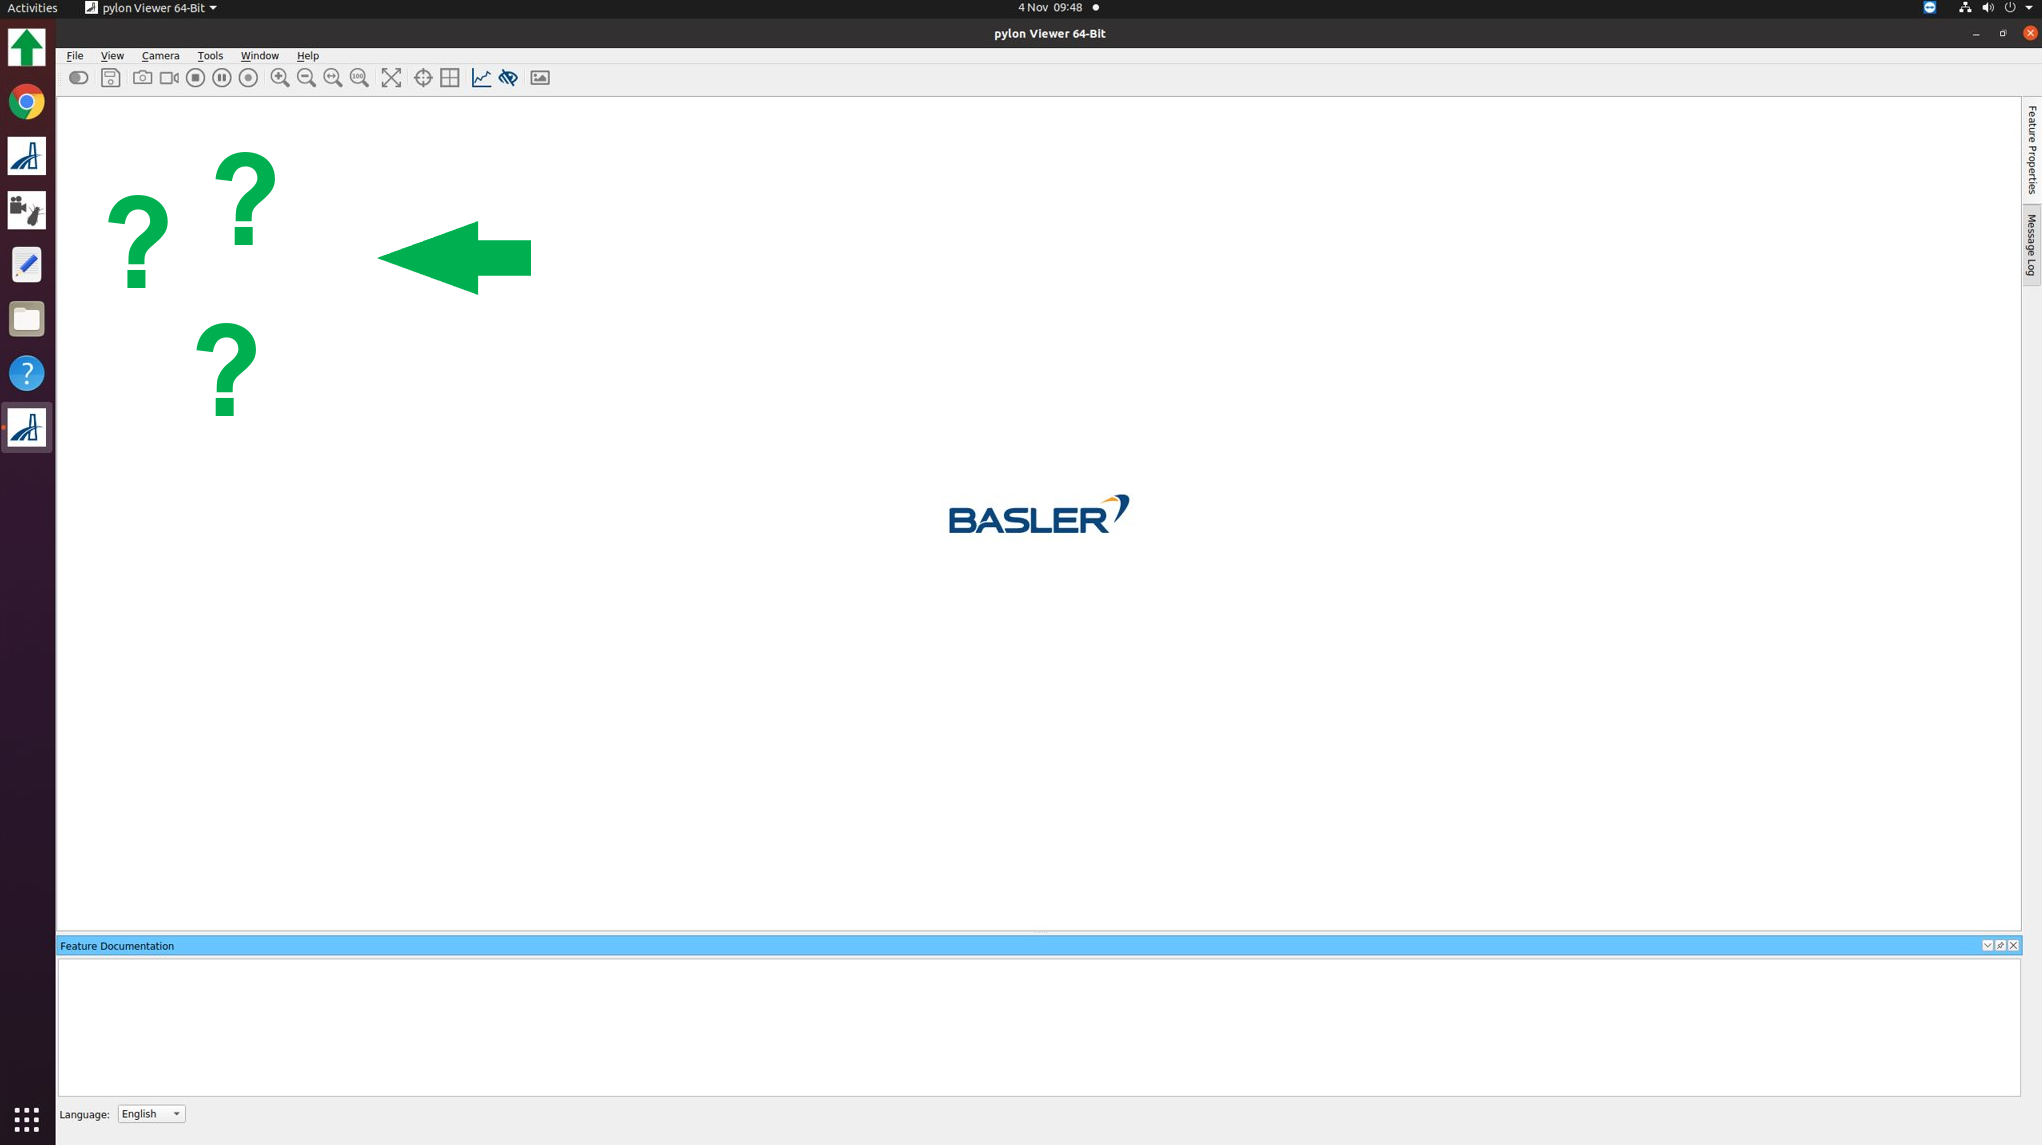 Activities
pylon Viewer 64-Bit
4 Nov 09:48
pylon Viewer 64-Bit
File View Camera Tools Window Help
100
Feature Properties
Message Log
?
?
?
?
BASLER
Feature Documentation
Language: English